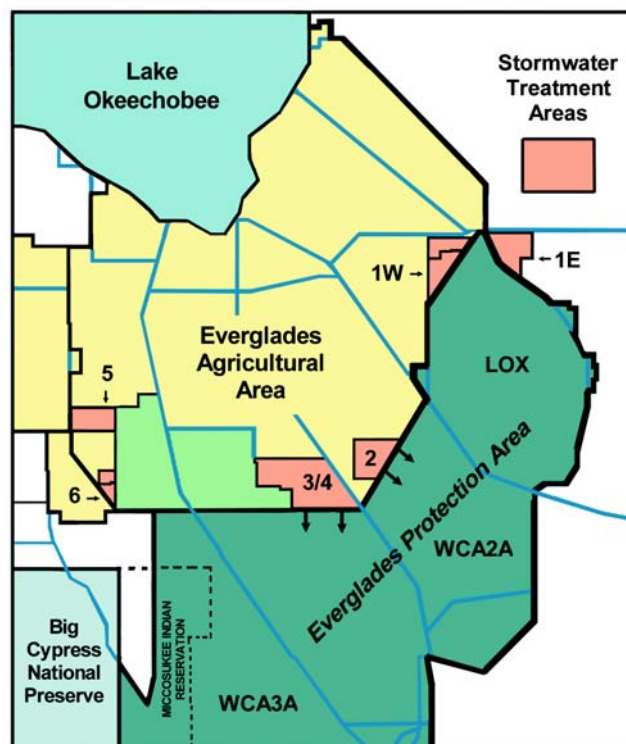 Lake
Okeechobee
Stormwater
Treatment
Areas
1W
1E
Everglades
Agricultural
Area
LOX
5
2
3/4
6
Everglades Protection Area
WCA2A
Big
Cypress
National
Preserve
MICCOSUKEE INDIAN
RESERVATION
WCA3A